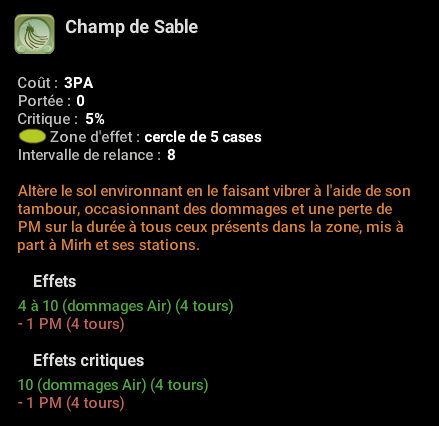 Champ de Sable
Coût : 3PA
Portée : 0
Critique : 5%
Zone d'effet : cercle de 5 cases
Intervalle de relance : 8
Altère le sol environnant en le faisant vibrer à l'aide de son
tambour, occasionnant des dommages et une perte de
PM sur la durée à tous ceux présents dans la zone, mis à
part à Mirh et ses stations.
Effets
4 à 10 (dommages Air) (4 tours)
- 1 PM (4 tours)
Effets critiques
10 (dommages Air) (4 tours)
- 1 PM (4 tours)